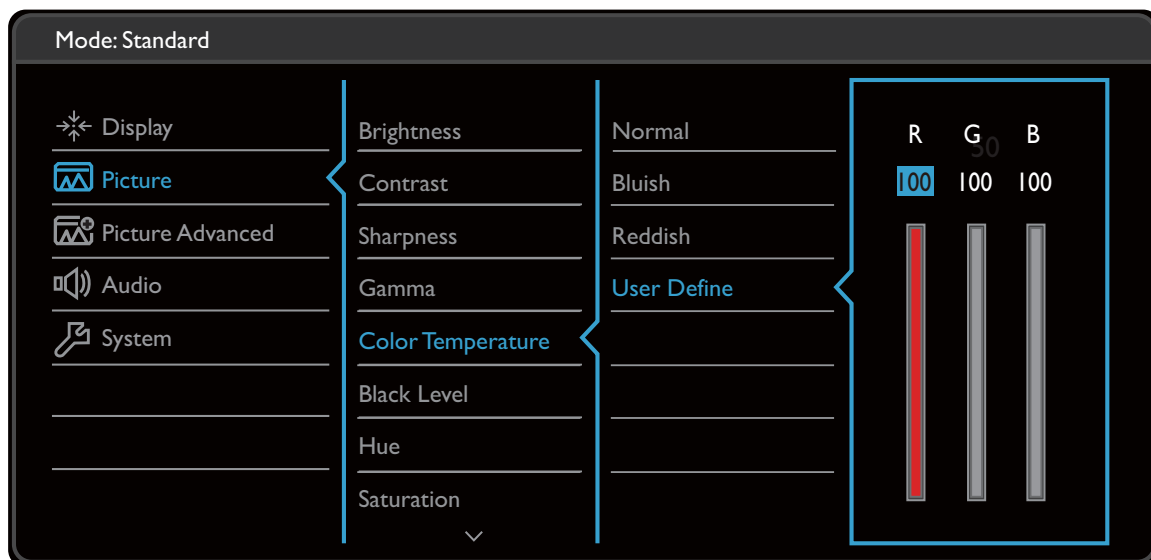 Mode: Standard
Display
Picture
Picture Advanced
Audio
System
Brightness
Contrast
Sharpness
Gamma
Color Temperature
Black Level
Hue
Saturation
Normal
Bluish
Reddish
User Define
R G B
50
100 100 100